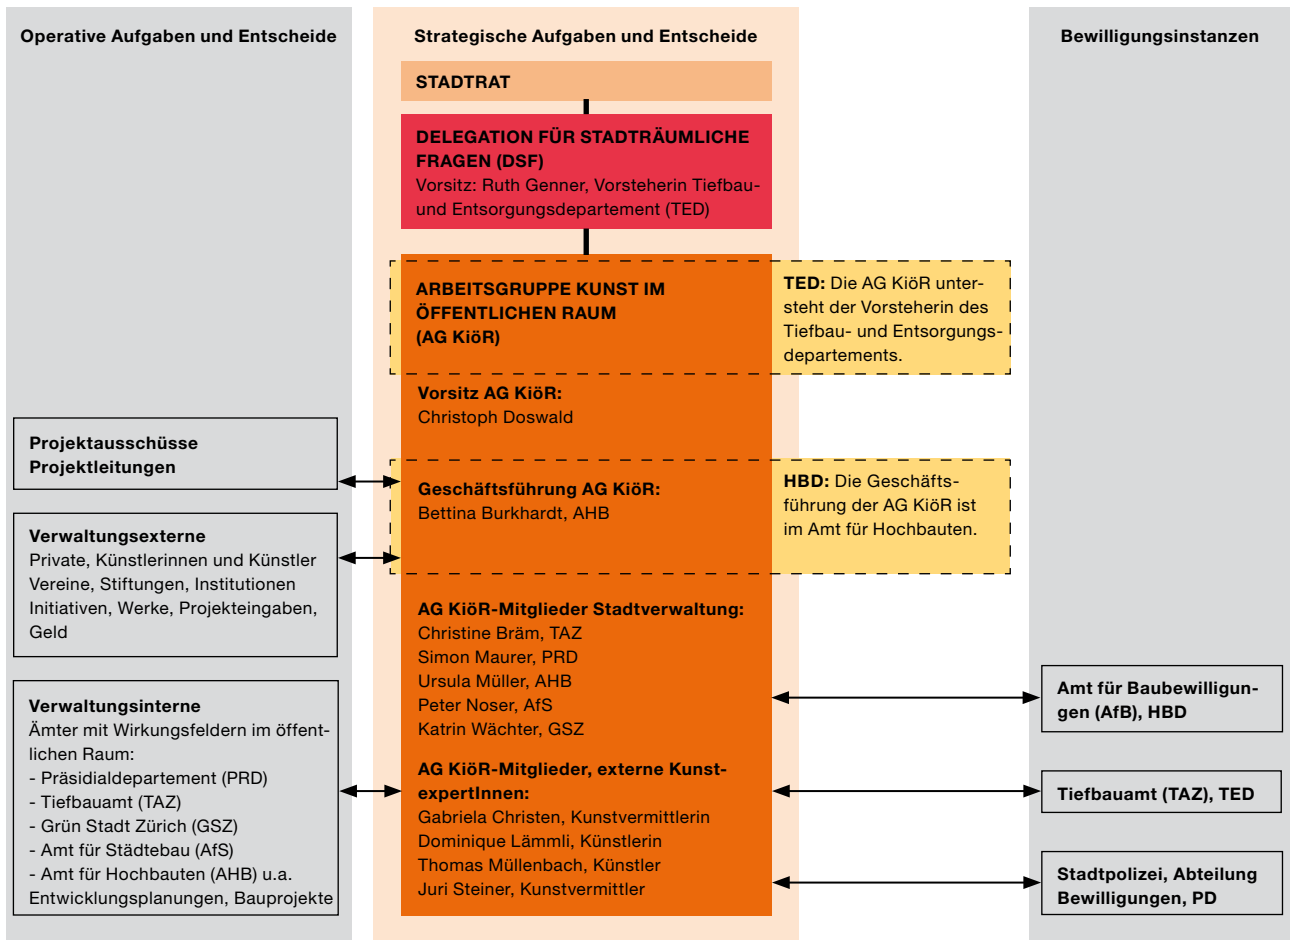 Operative Aufgaben und Entscheide
Projektausschüsse
Projektleitungen
Verwaltungsexterne
Private, Künstlerinnen und Künstler
Vereine, Stiftungen, Institutionen
Initiativen, Werke, Projekteingaben,
Geld
Verwaltungsinterne
Ämter mit Wirkungsfeldern im öffent-
lichen Raum:
- Präsidialdepartement (PRD)
- Tiefbauamt (TAZ)
- Grün Stadt Zürich (GSZ)
- Amt für Städtebau (AfS)
- Amt für Hochbauten (AHB) u.a.
Entwicklungsplanungen, Bauprojekte
Strategische Aufgaben und Entscheide
STADTRAT
DELEGATION FÜR STADTRÄUMLICHE
FRAGEN (DSF)
Vorsitz: Ruth Genner, Vorsteherin Tiefbau-
und Entsorgungsdepartement (TED)
ARBEITSGRUPPE KUNST IM
ÖFFENTLICHEN RAUM
(AG KiöR)
TED: Die AG KiöR unter-
steht der Vorsteherin des
Tiefbau- und Entsorgungs-
departements.
Vorsitz AG KiöR:
Christoph Doswald
Geschäftsführung AG KiöR:
Bettina Burkhardt, AHB
HBD: Die Geschäfts-
führung der AG KiöR ist
im Amt für Hochbauten.
AG KiöR-Mitglieder Stadtverwaltung:
Christine Bräm, TAZ
Simon Maurer, PRD
Ursula Müller, AHB
Peter Noser, AfS
Katrin Wächter, GSZ
AG KiöR-Mitglieder, externe Kunst-
expertInnen:
Gabriela Christen, Kunstvermittlerin
Dominique Lämmli, Künstlerin
Thomas Müllenbach, Künstler
Juri Steiner, Kunstvermittler
Bewilligungsinstanzen
Amt für Baubewilligun-
gen (AfB), HBD
Tiefbauamt (TAZ), TED
Stadtpolizei, Abteilung
Bewilligungen, PD